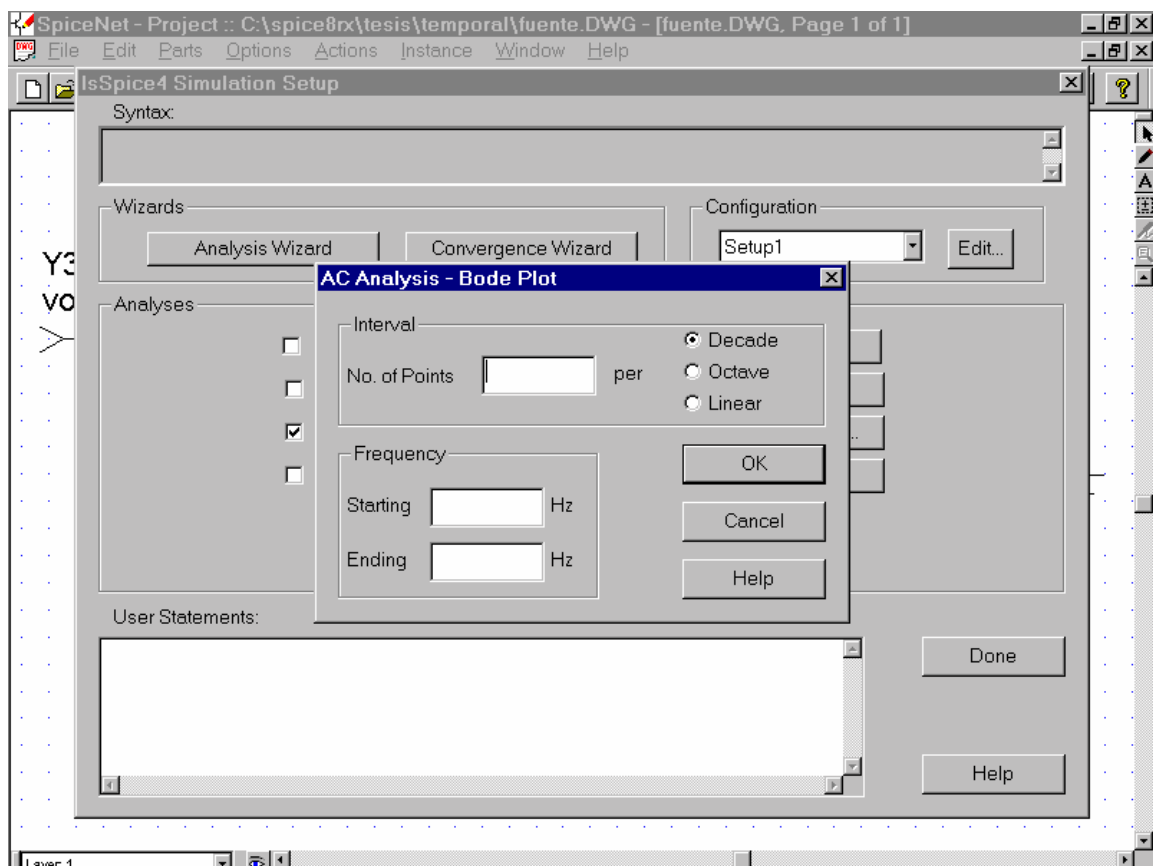 SpiceNet - Project :: C:\spice8rx\tesis\temporal\fuente.DWG - [fuente.DWG, Page 1 of 1]
DWG File Edit Parts Options Actions Instance Window Help
IsSpice4 Simulation Setup
Syntax:
Wizards
Configuration
Analysis Wizard
Convergence Wizard
Setup1
Edit...
Y3
AC Analysis - Bode Plot
Analyses
Interval
No. of Points
per
Decade
Octave
Linear
Frequency
Starting
Hz
Ending
Hz
OK
Cancel
Help
User Statements:
Done
Help
Layer 1